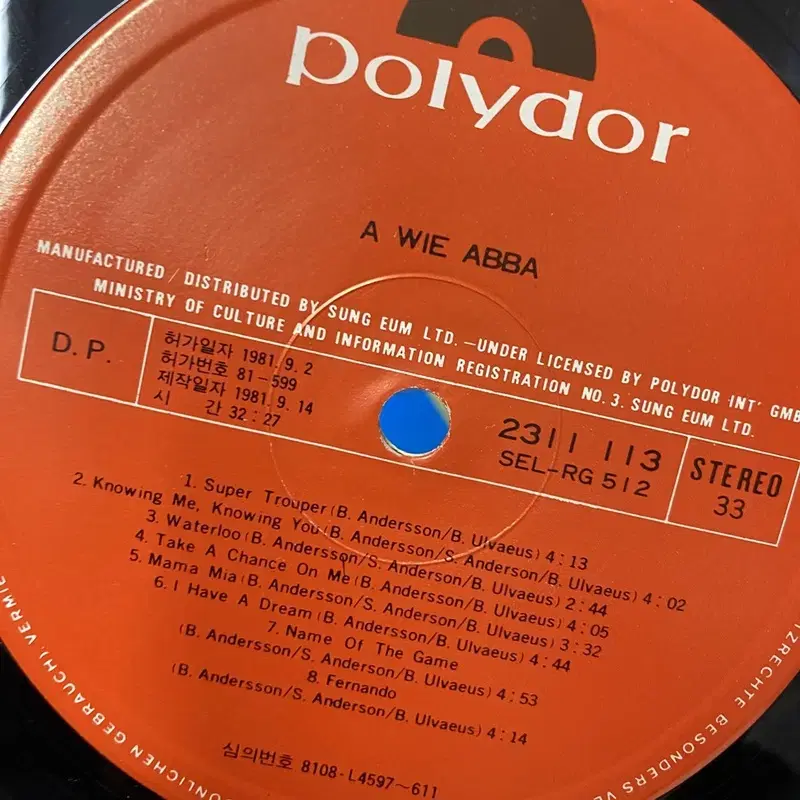 polydor
A WIE ABBA
MANUFACTURED / DISTRIBUTED BY SUNG EUM LTD. —UNDER LICENSED BY POLYDOR INT' GMB
MINISTRY OF CULTURE AND INFORMATION REGISTRATION NO. 3. SUNG EUM LTD.
D. P.
허가일자 1981. 9. 2
허가번호 81-599
제작일자 1981. 9. 14
시 간 32:27
2311 113
SEL-RG 512
STEREO
33
1. Super Trouper(B. Andersson/B. Ulvaeus) 4:13
2. Knowing Me, Knowing You(B. Andersson/S. Anderson/B. Ulvaeus) 4:02
3. Waterloo(B. Andersson/S. Anderson/B. Ulvaeus) 2:44
4. Take A Chance On Me(B. Andersson/B. Ulvaeus) 4:05
5. Mama Mia(B. Andersson/S. Anderson/B. Ulvaeus) 3:32
6. I Have A Dream(B. Andersson/B. Ulvaeus) 4:44
7. Name Of The Game
(B. Andersson/S. Anderson/B. Ulvaeus) 4:53
8. Fernando
(B. Andersson/S. Anderson/B. Ulvaeus) 4:14
심의번호 8108-L4597~611
IZRECHTE BESONDERS VE
ÖNLICHEN GEBRAUCH), VERMIE